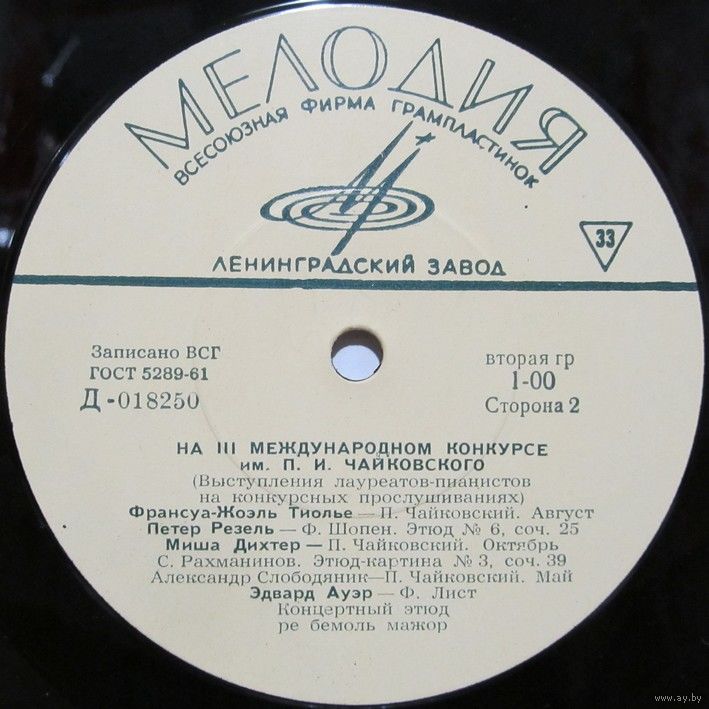 МЕЛОДИЯ
ВСЕСОЮЗНАЯ ФИРМА ГРАМПЛАСТИНОК
ЛЕНИНГРАДСКИЙ ЗАВОД
33
Записано ВСГ
ГОСТ 5289-61
Д-018250
вторая гр
1-00
Сторона 2
НА III МЕЖДУНАРОДНОМ КОНКУРСЕ
им. П. И. ЧАЙКОВСКОГО
(Выступления лауреатов-пианистов
на конкурсных прослушиваниях)
Франсуа-Жоэль Тиолье — П. Чайковский. Август
Петер Резель — Ф. Шопен. Этюд № 6, соч. 25
Миша Дихтер — П. Чайковский. Октябрь
С. Рахманинов. Этюд-картина № 3, соч. 39
Александр Слободяник — П. Чайковский. Май
Эдвард Ауэр — Ф. Лист
Концертный этюд
ре бемоль мажор
www.ay.by